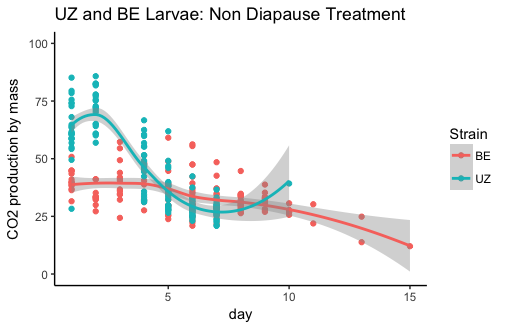 UZ and BE Larvae: Non Diapause Treatment
100
75
50
25
0
CO2 production by mass
5
10
15
day
Strain
BE
UZ